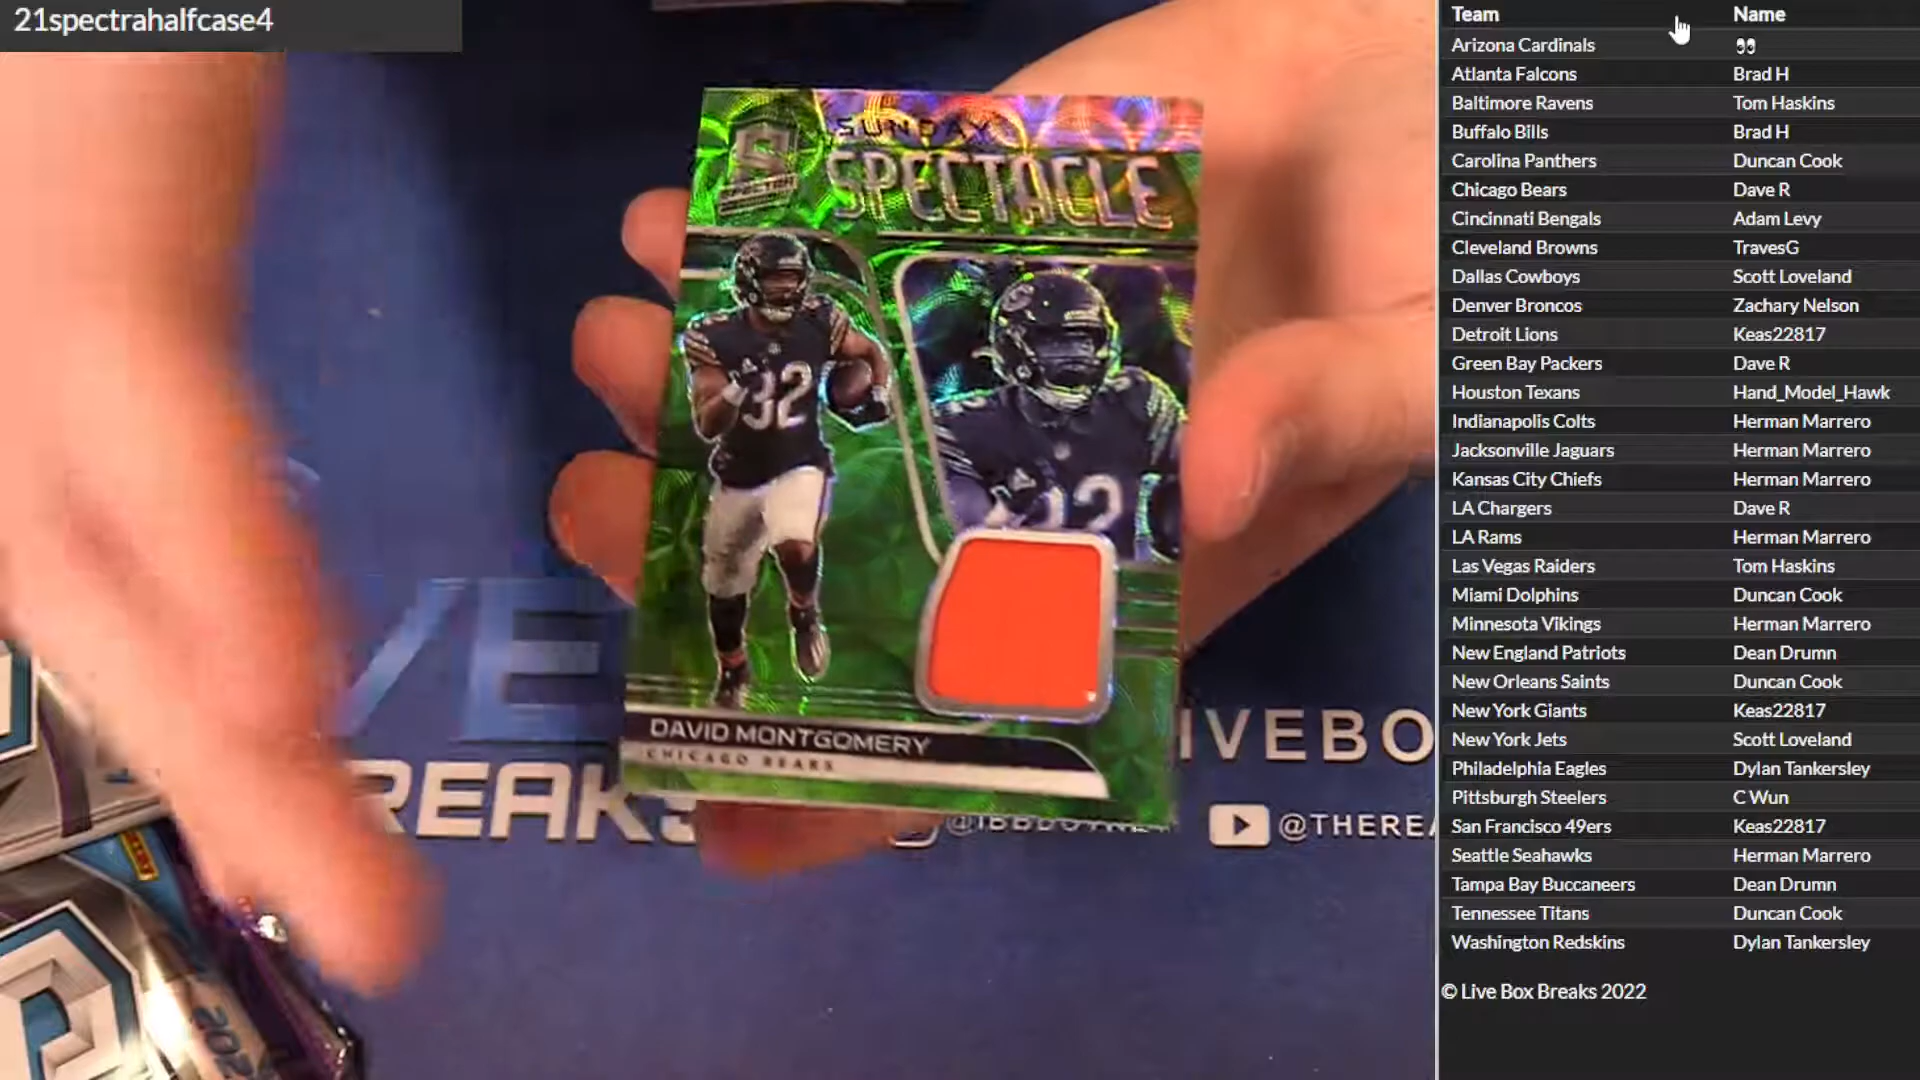 21spectrahalfcase4
SUNDAY
SPECTACLE
SPECTRA
32
DAVID MONTGOMERY
CHICAGO BEARS
IVEBO
REAK
@THEREA
202
Team Name
Arizona Cardinals 👀
Atlanta Falcons Brad H
Baltimore Ravens Tom Haskins
Buffalo Bills Brad H
Carolina Panthers Duncan Cook
Chicago Bears Dave R
Cincinnati Bengals Adam Levy
Cleveland Browns TravesG
Dallas Cowboys Scott Loveland
Denver Broncos Zachary Nelson
Detroit Lions Keas22817
Green Bay Packers Dave R
Houston Texans Hand_Model_Hawk
Indianapolis Colts Herman Marrero
Jacksonville Jaguars Herman Marrero
Kansas City Chiefs Herman Marrero
LA Chargers Dave R
LA Rams Herman Marrero
Las Vegas Raiders Tom Haskins
Miami Dolphins Duncan Cook
Minnesota Vikings Herman Marrero
New England Patriots Dean Drumn
New Orleans Saints Duncan Cook
New York Giants Keas22817
New York Jets Scott Loveland
Philadelphia Eagles Dylan Tankersley
Pittsburgh Steelers C Wun
San Francisco 49ers Keas22817
Seattle Seahawks Herman Marrero
Tampa Bay Buccaneers Dean Drumn
Tennessee Titans Duncan Cook
Washington Redskins Dylan Tankersley
© Live Box Breaks 2022